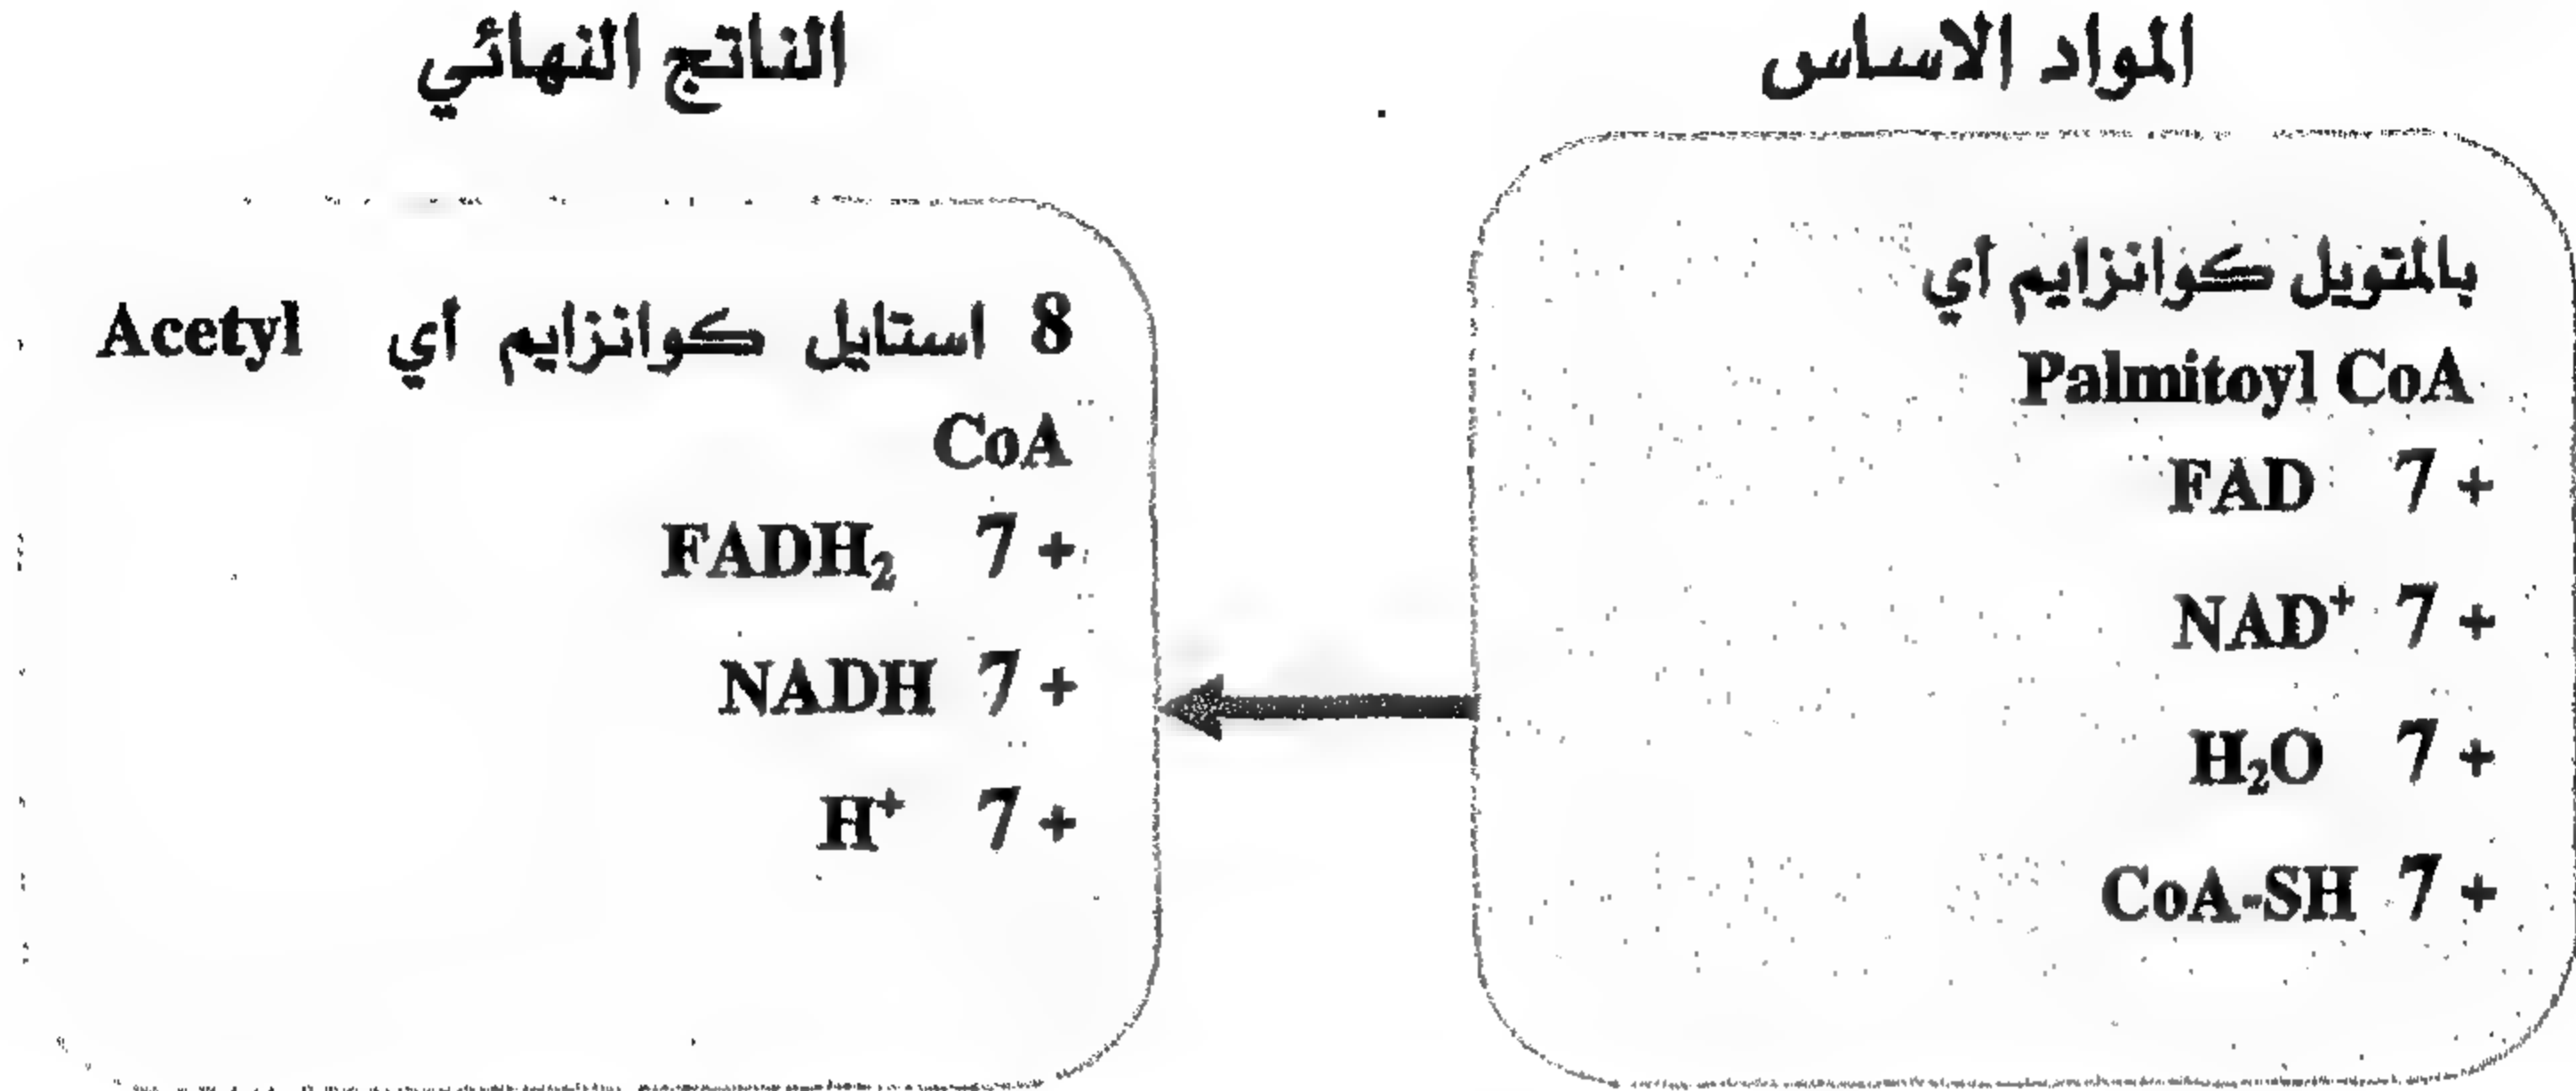 المواد الاساس
بالمتويل كوانزايم أي
Palmitoyl CoA
+ 7 FAD
+ 7 NAD⁺
+ 7 H₂O
+ 7 CoA-SH
الناتج النهائي
8 استايل كوانزايم أي Acetyl
CoA
+ 7 FADH₂
+ 7 NADH
+ 7 H⁺